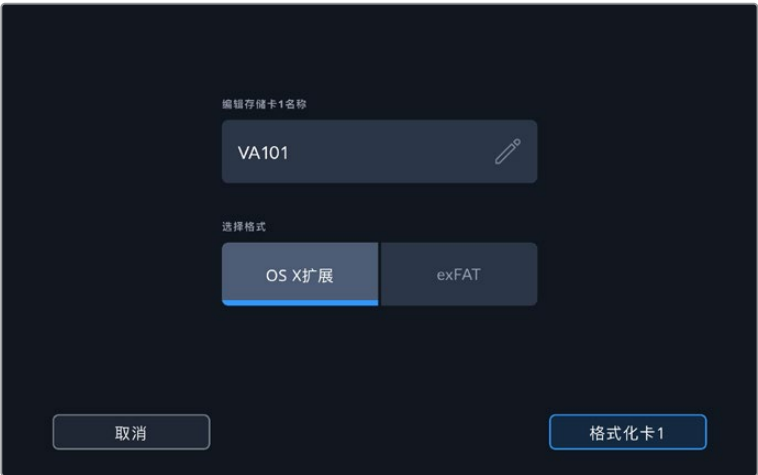 编辑存储卡1名称
VA101
选择格式
OS X扩展
exFAT
取消
格式化卡1